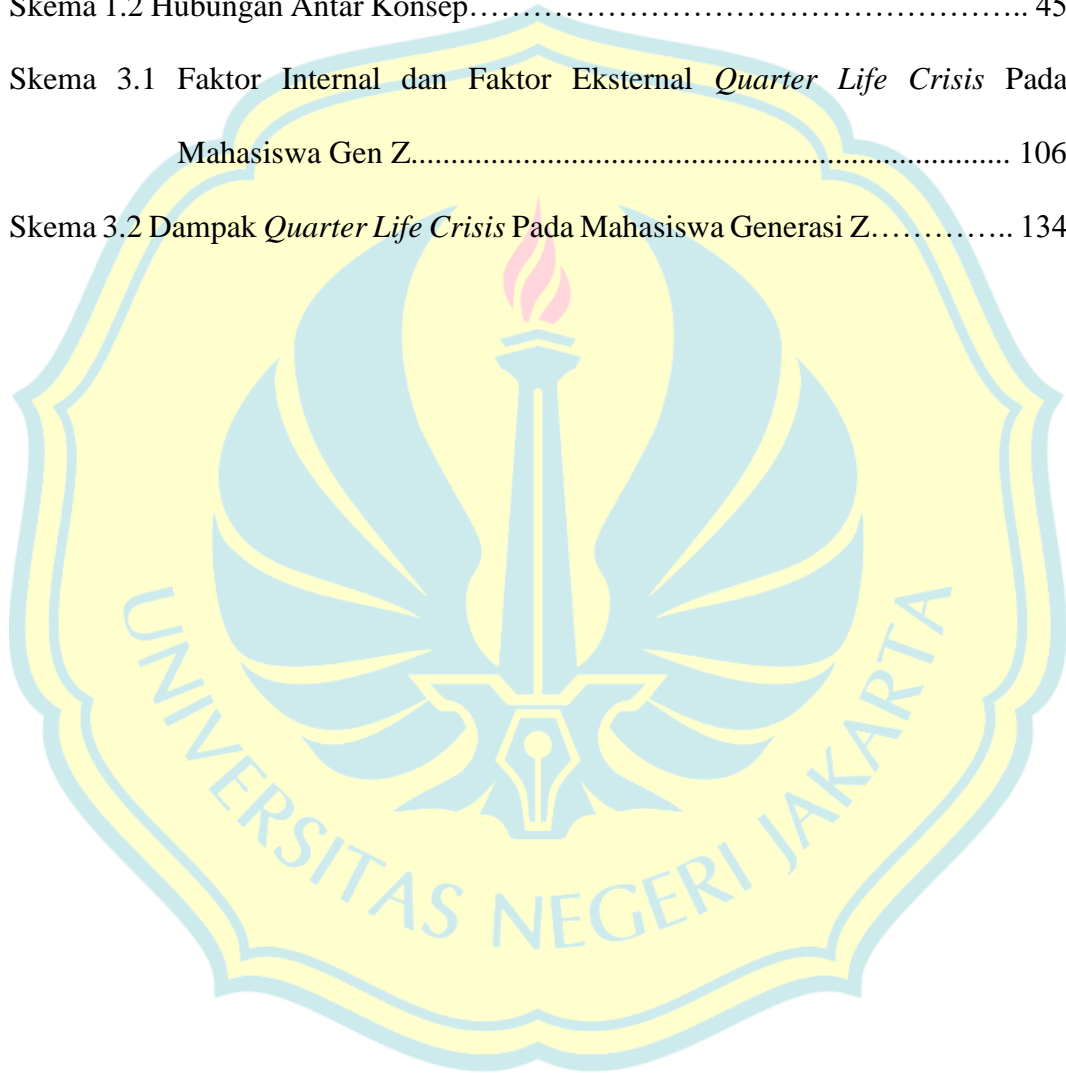 Skema 1.2 Hubungan Antar Konsep……………………………………………….. 45
Skema 3.1 Faktor Internal dan Faktor Eksternal Quarter Life Crisis Pada
Mahasiswa Gen Z........................................................................... 106
Skema 3.2 Dampak Quarter Life Crisis Pada Mahasiswa Generasi Z………….. 134
UNIVERSITAS NEGERI JAKARTA